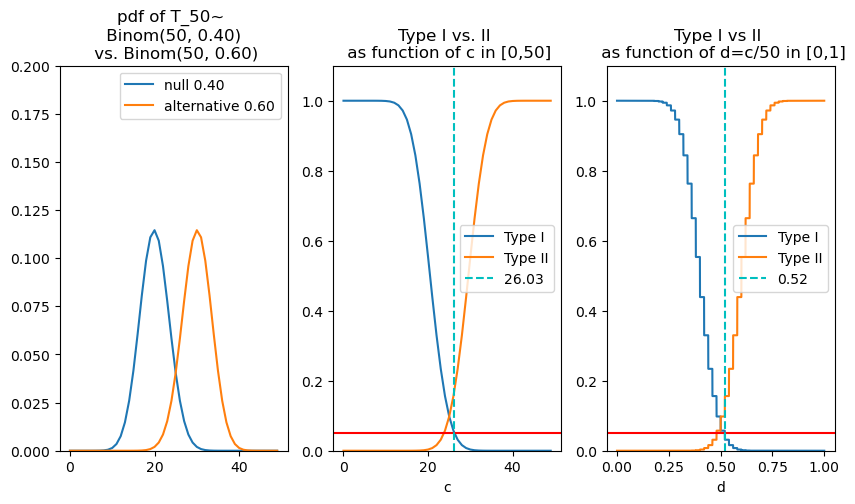 pdf of T_50~
Binom(50, 0.40)
vs. Binom(50, 0.60)
0.200
0.175
0.150
0.125
0.100
0.075
0.050
0.025
0.000
0
20
40
null 0.40
alternative 0.60
Type I vs. II
as function of c in [0,50]
1.0
0.8
0.6
0.4
0.2
0.0
0
20
40
c
Type I
Type II
26.03
Type I vs II
as function of d=c/50 in [0,1]
1.0
0.8
0.6
0.4
0.2
0.0
0.00
0.25
0.50
0.75
1.00
d
Type I
Type II
0.52